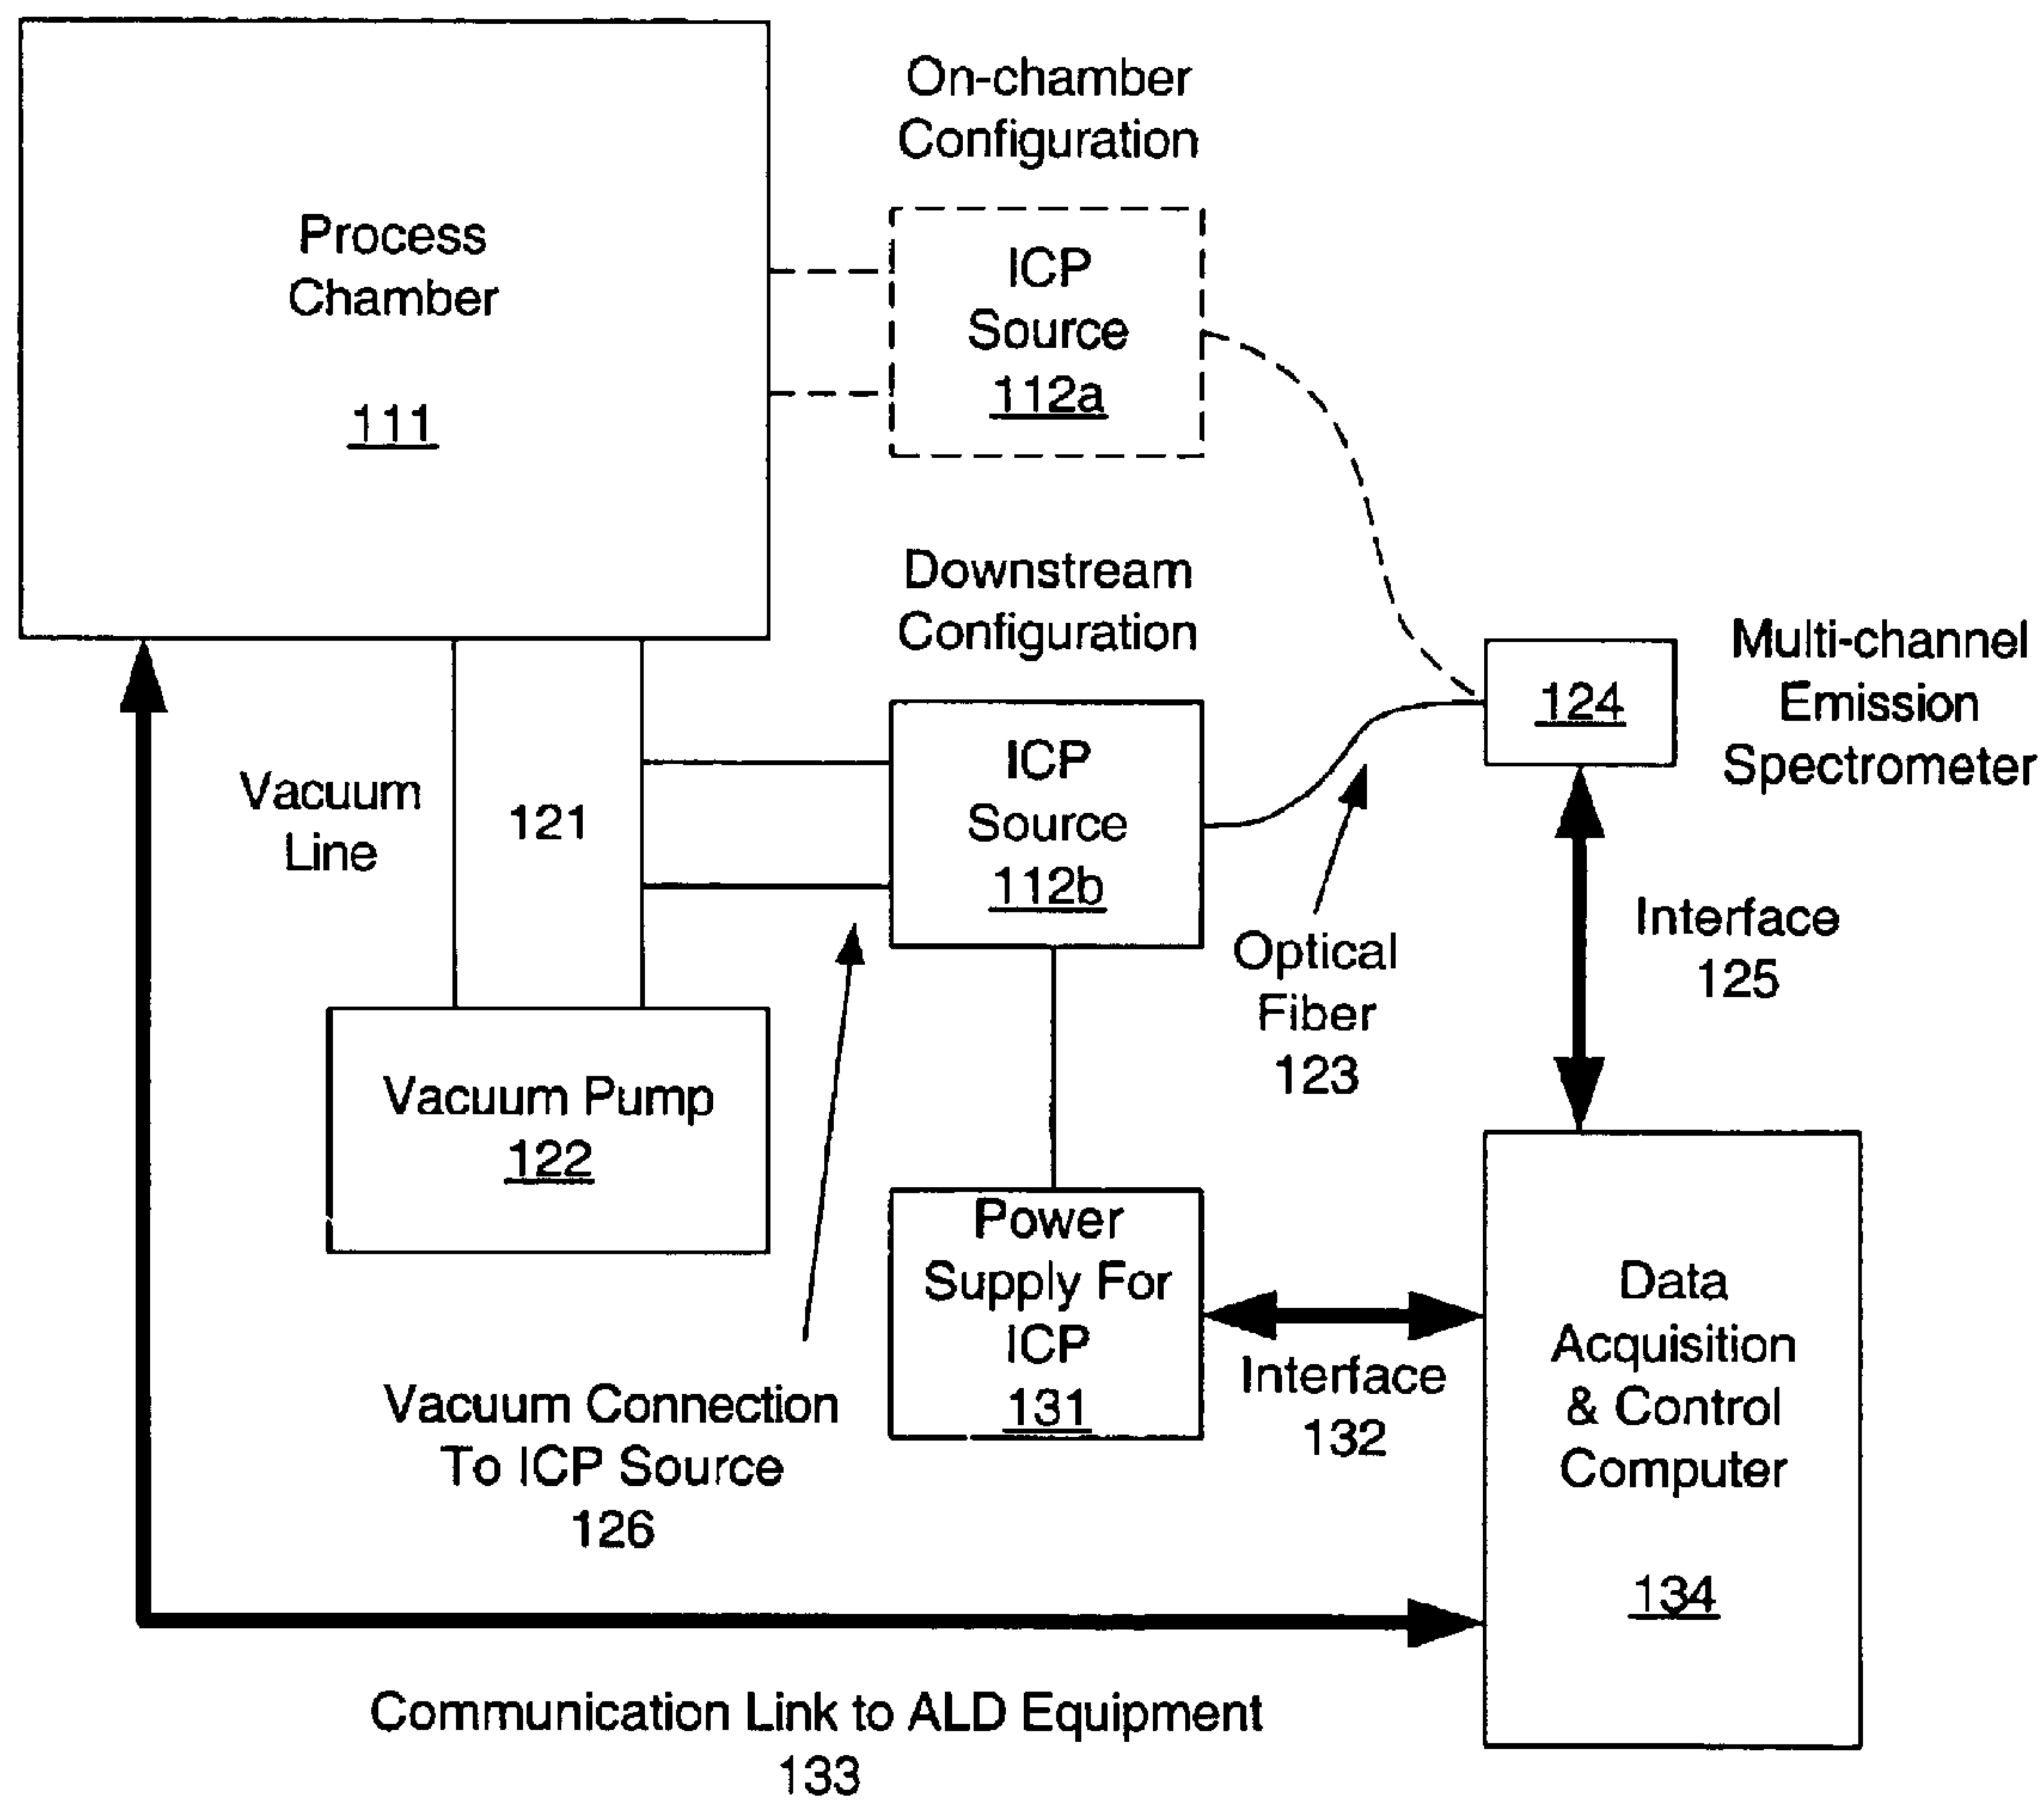 On-chamber
Configuration
Process
Chamber
111
ICP
Source
112a
Downstream
Configuration
Multi-channel
Emission
Spectrometer
124
Vacuum
Line
121
ICP
Source
112b
Optical
Fiber
123
Interface
125
Vacuum Pump
122
Power
Supply For
ICP
131
Interface
132
Data
Acquisition
& Control
Computer
134
Vacuum Connection
To ICP Source
126
Communication Link to ALD Equipment
133